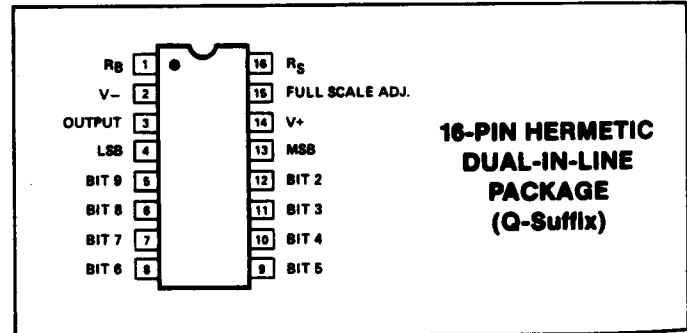 RB 1 16 RS
V− 2 15 FULL SCALE ADJ.
OUTPUT 3 14 V+
LSB 4 13 MSB
BIT 9 5 12 BIT 2
BIT 8 6 11 BIT 3
BIT 7 7 10 BIT 4
BIT 6 8 9 BIT 5
16-PIN HERMETIC
DUAL-IN-LINE
PACKAGE
(Q-Suffix)